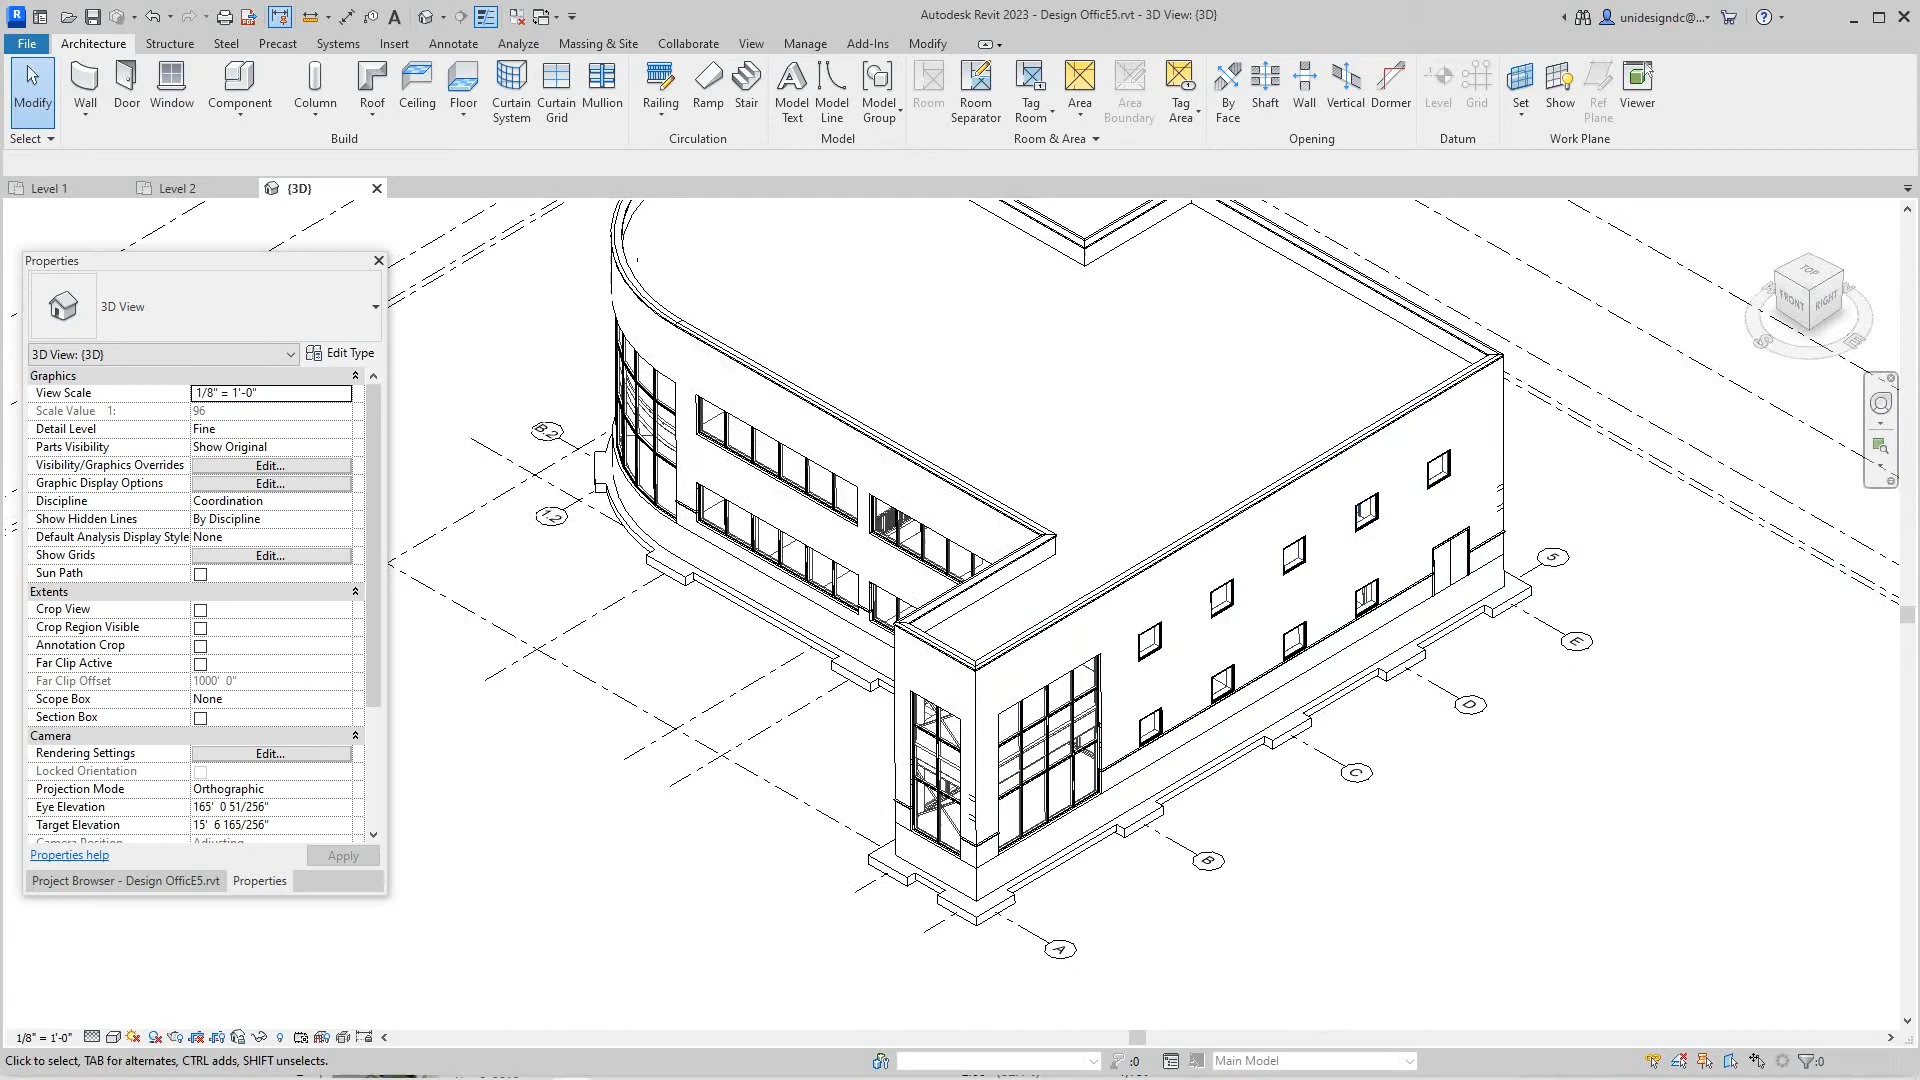 Autodesk Revit 2023 - Design OfficE5.rvt - 3D View: {3D}
unidesigndc@...
File Architecture Structure Steel Precast Systems Insert Annotate Analyze Massing & Site Collaborate View Manage Add-Ins Modify
Modify Wall Door Window Component Column Roof Ceiling Floor Curtain System Curtain Grid Mullion Railing Ramp Stair Model Text Model Line Model Group Room Room Separator Tag Room Area Area Boundary Tag Area By Face Shaft Wall Vertical Dormer Level Grid Set Show Ref Plane Viewer
Select Build Circulation Model Room & Area Opening Datum Work Plane
Level 1 Level 2 {3D}
TOP
FRONT
RIGHT
S
E
Properties
3D View
3D View: {3D} Edit Type
Graphics
View Scale 1/8" = 1'-0"
Scale Value 1: 96
Detail Level Fine
Parts Visibility Show Original
Visibility/Graphics Overrides Edit...
Graphic Display Options Edit...
Discipline Coordination
Show Hidden Lines By Discipline
Default Analysis Display Style None
Show Grids Edit...
Sun Path
Extents
Crop View
Crop Region Visible
Annotation Crop
Far Clip Active
Far Clip Offset 1000' 0"
Scope Box None
Section Box
Camera
Rendering Settings Edit...
Locked Orientation
Projection Mode Orthographic
Eye Elevation 165' 0 51/256"
Target Elevation 15' 6 165/256"
Camera Position Adjusting
Properties help Apply
Project Browser - Design OfficE5.rvt Properties
B.2
1.2
5
E
D
C
B
A
1/8" = 1'-0"
Click to select, TAB for alternates, CTRL adds, SHIFT unselects.
:0
Main Model
:0